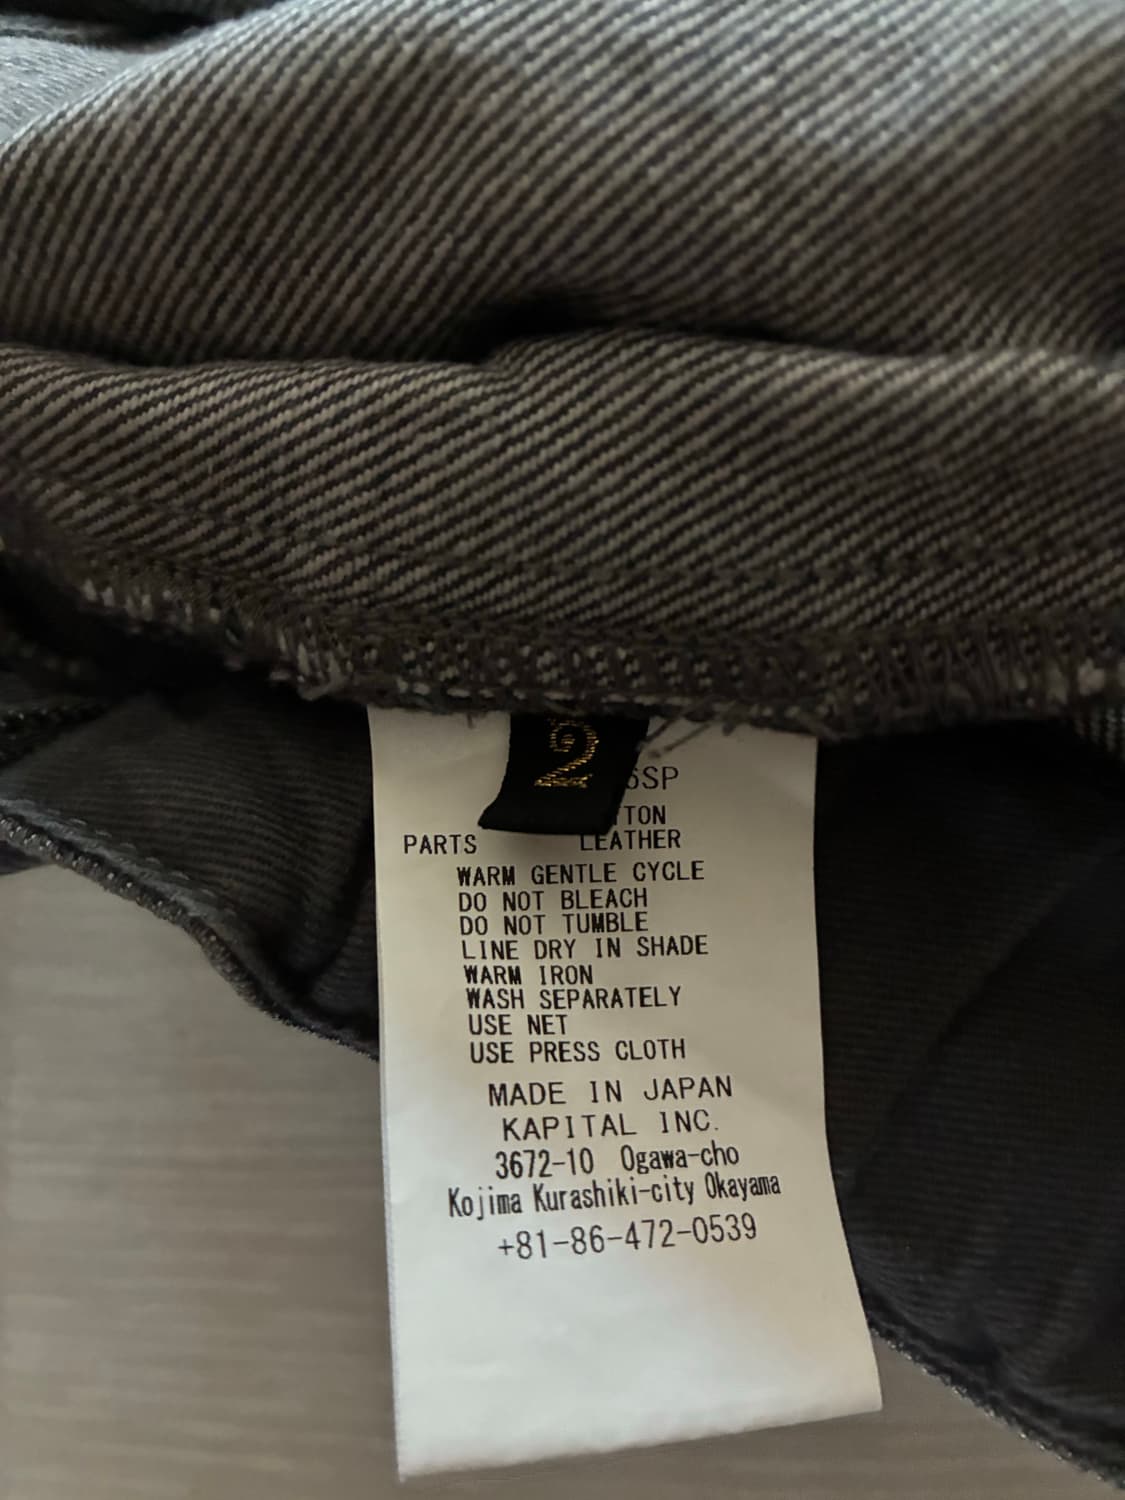 2
PARTS LEATHER
WARM GENTLE CYCLE
DO NOT BLEACH
DO NOT TUMBLE
LINE DRY IN SHADE
WARM IRON
WASH SEPARATELY
USE NET
USE PRESS CLOTH
MADE IN JAPAN
KAPITAL INC.
3672-10 Ogawa-cho
Kojima Kurashiki-city Okayama
+81-86-472-0539